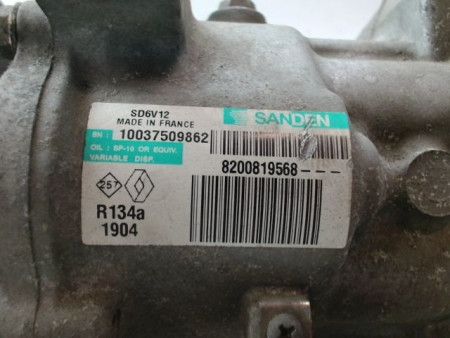 SD6V12
MADE IN FRANCE
SANDEN
SN : 10037509862
OIL : SP-10 OR EQUIV.
VARIABLE DISP.
8200819568---
257
R134a
1904